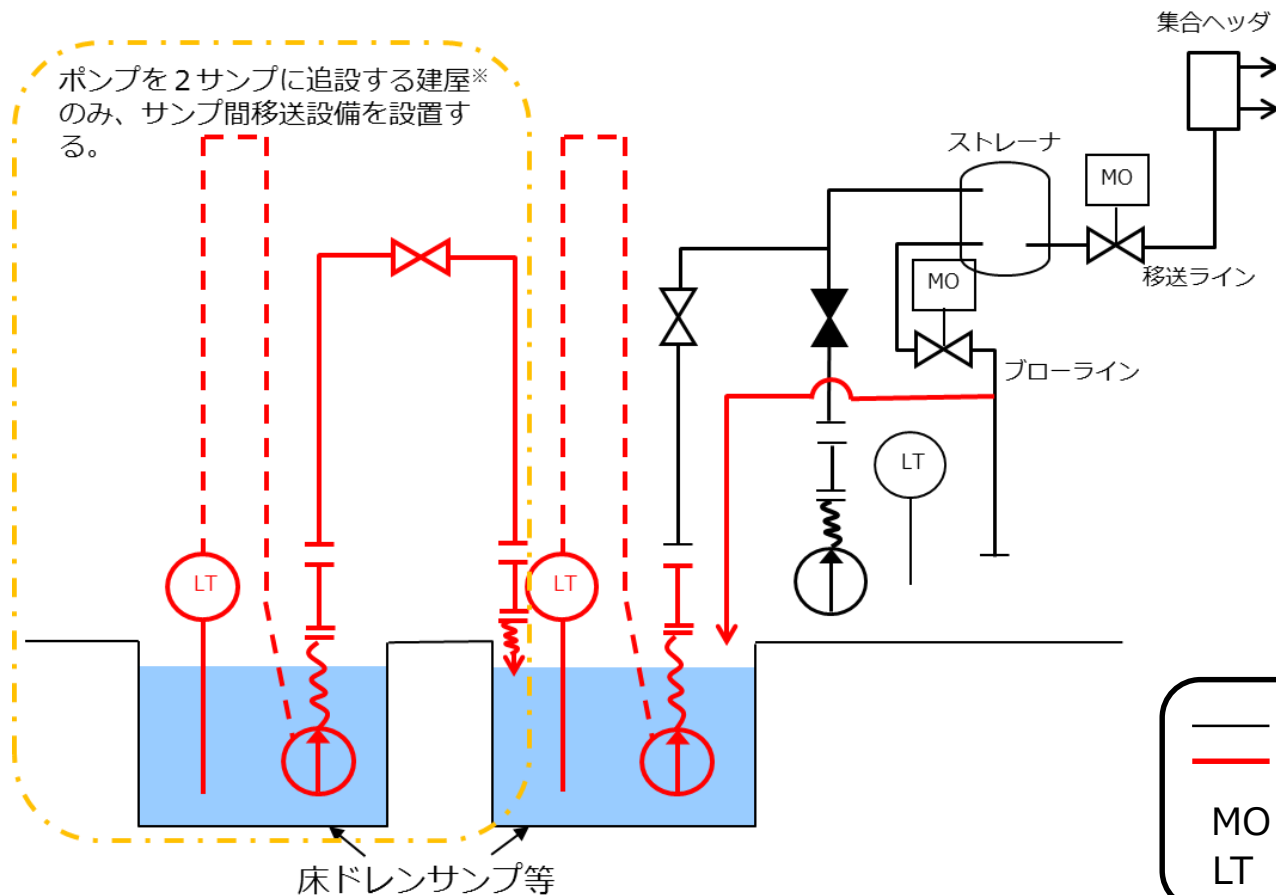 集合ヘッダ
ポンプを２サンプに追設する建屋※
のみ、サンプ間移送設備を設置す
る。
ストレーナ
MO
移送ライン
MO
ブローライン
LT
LT
LT
床ドレンサンプ等
MO
LT